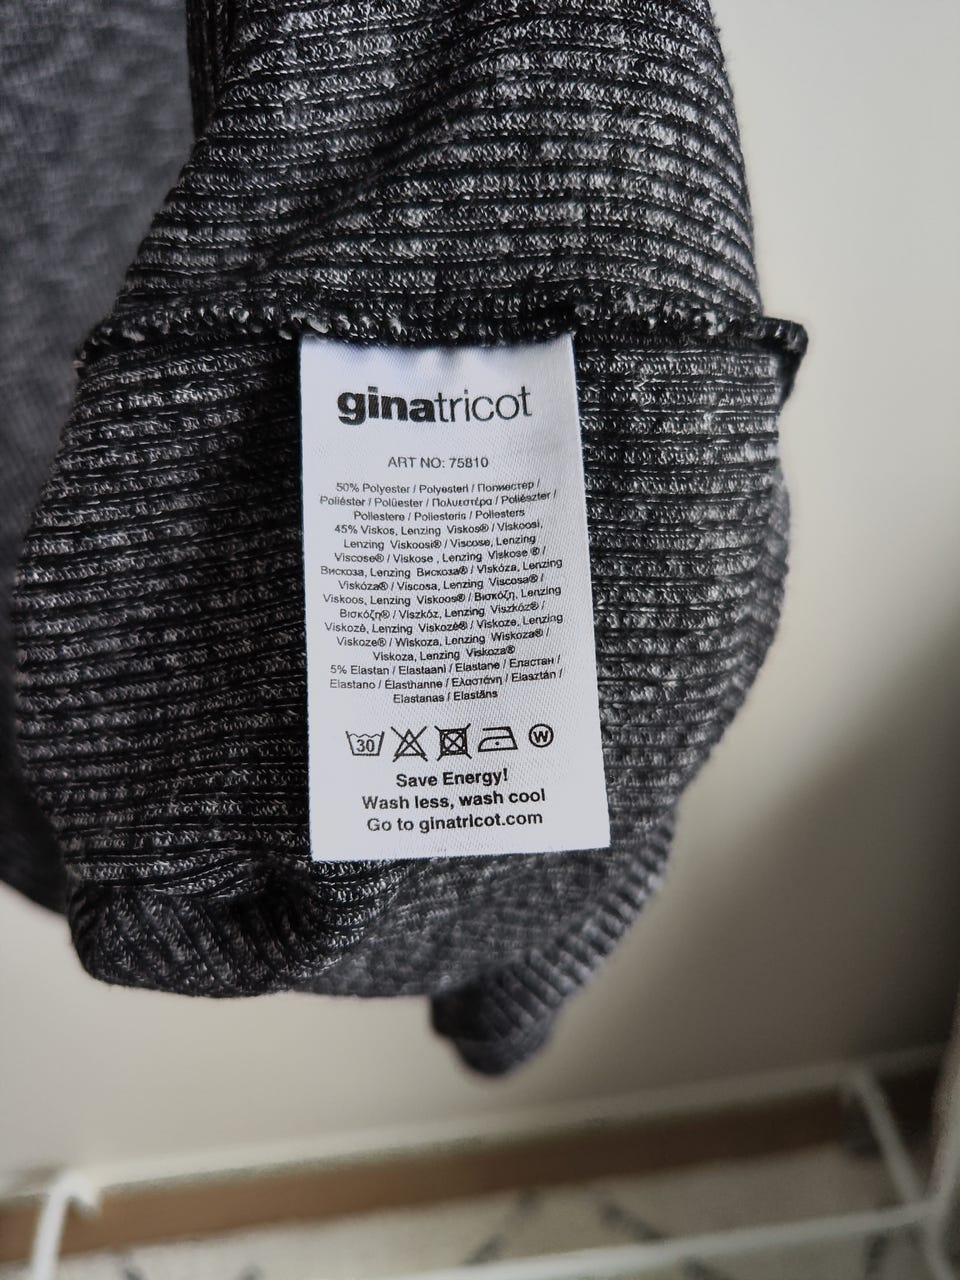 ginatricot
ART NO: 75810
50% Polyester / Polyesteri / Полиестер /
Poliéster / Polüester / Πολυεστέρα / Poliészter /
Poliestere / Poliesteris / Poliesters
45% Viskos, Lenzing Viskos® / Viskoosi,
Lenzing Viskoosi® / Viscose, Lenzing
Viscose® / Viskose , Lenzing Viskose ® /
Вискоза, Lenzing Вискоза® / Viskóza, Lenzing
Viskóza® / Viscosa, Lenzing Viscosa® /
Viskoos, Lenzing Viskoos® / Βισκόζη, Lenzing
Βισκόζη® / Viszkóz, Lenzing Viszkóz® /
Viskozė, Lenzing Viskozė® / Viskoze, Lenzing
Viskoze® / Wiskoza, Lenzing Wiskoza® /
Viskoza, Lenzing Viskoza®
5% Elastan / Elastaani / Elastane / Еластан /
Elastano / Élasthanne / Ελαστάνη / Elasztán /
Elastanas / Elastāns
30 W
Save Energy!
Wash less, wash cool
Go to ginatricot.com